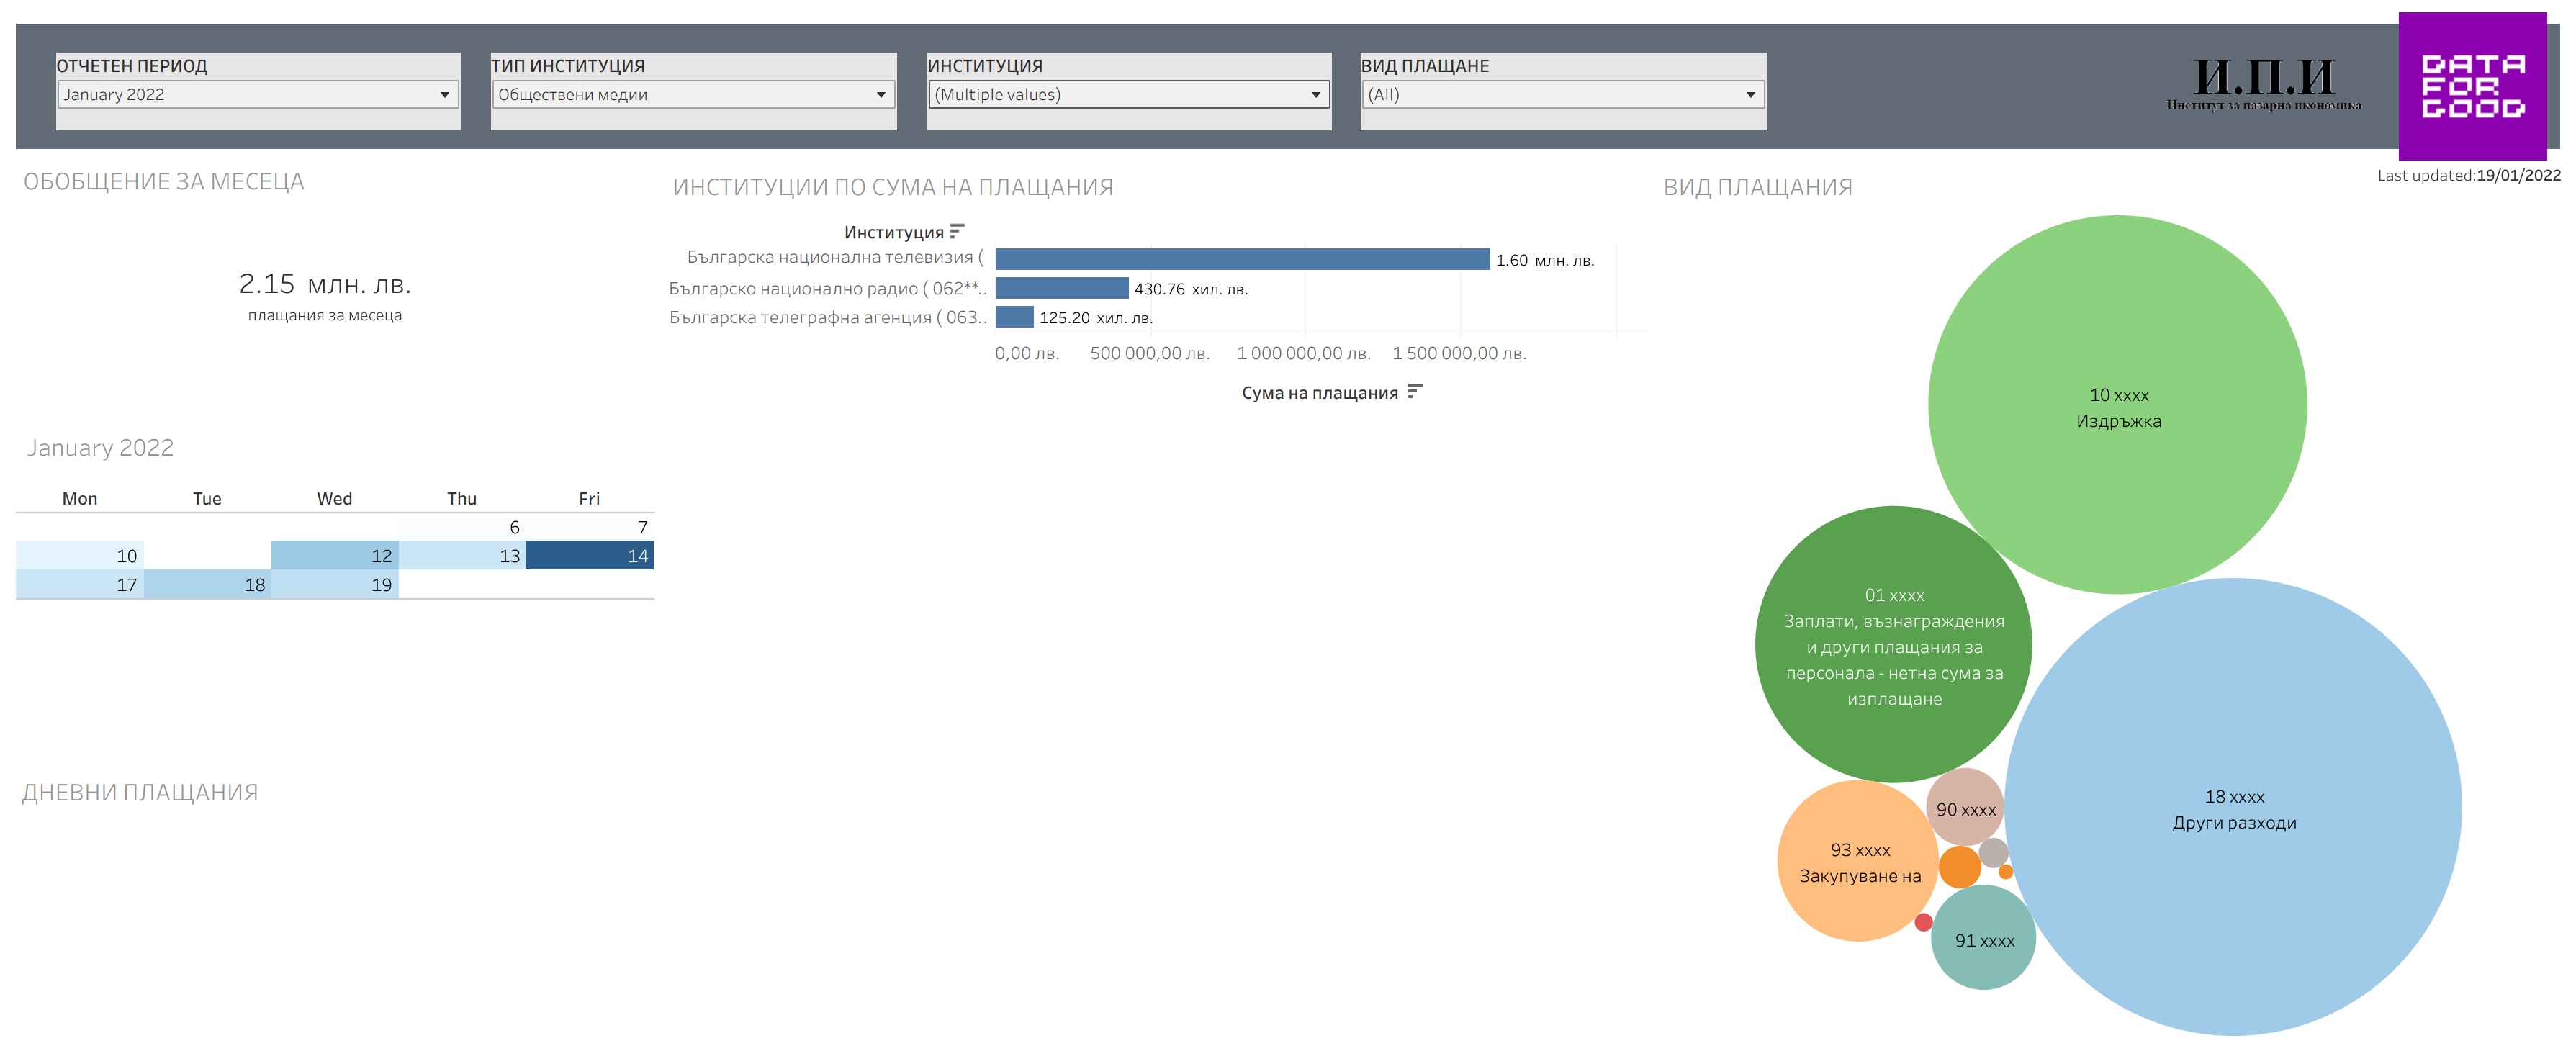 ОТЧЕТЕН ПЕРИОД
January 2022
ТИП ИНСТИТУЦИЯ
Обществени медии
ИНСТИТУЦИЯ
(Multiple values)
ВИД ПЛАЩАНЕ
(All)
И.П.И
Институт за пазарна икономика
DATA
FOR
GOOD
Last updated:19/01/2022
ОБОБЩЕНИЕ ЗА МЕСЕЦА
2.15 млн. лв.
плащания за месеца
January 2022
Mon Tue Wed Thu Fri
6 7
10 12 13 14
17 18 19
ДНЕВНИ ПЛАЩАНИЯ
ИНСТИТУЦИИ ПО СУМА НА ПЛАЩАНИЯ
Институция
Българска национална телевизия ( 1.60 млн. лв.
Българско национално радио ( 062**.. 430.76 хил. лв.
Българска телеграфна агенция ( 063.. 125.20 хил. лв.
0,00 лв. 500 000,00 лв. 1 000 000,00 лв. 1 500 000,00 лв.
Сума на плащания
ВИД ПЛАЩАНИЯ
10 xxxx
Издръжка
01 xxxx
Заплати, възнаграждения
и други плащания за
персонала - нетна сума за
изплащане
18 xxxx
Други разходи
90 xxxx
93 xxxx
Закупуване на
91 xxxx